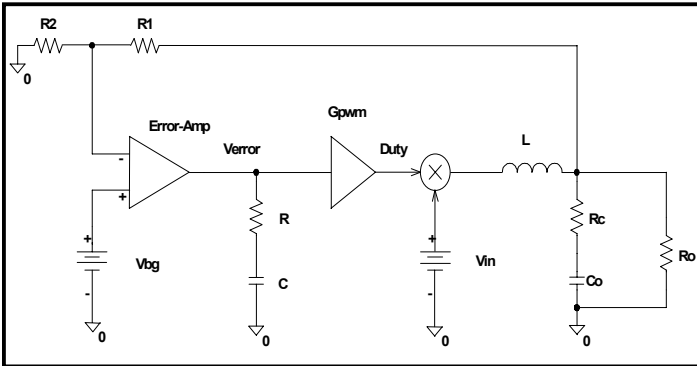 R2 R1
0
Gpwm
Error-Amp Verror Duty L
-
+
R Rc
+ + Ro
Vbg Vin
C Co
- -
0 0 0 0